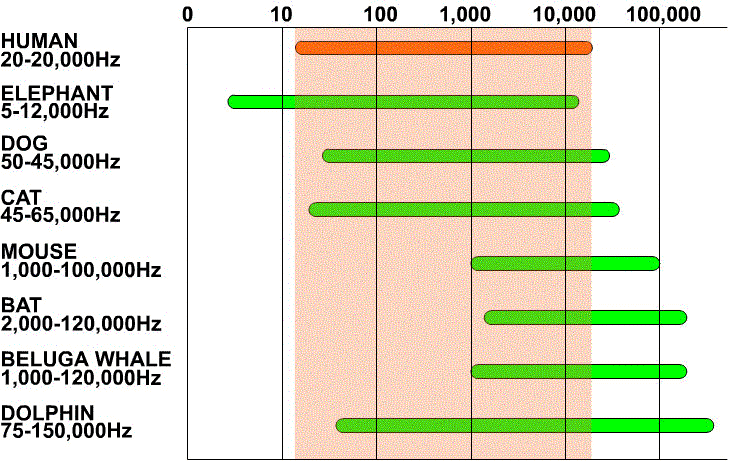 0 10 100 1,000 10,000 100,000
HUMAN
20-20,000Hz
ELEPHANT
5-12,000Hz
DOG
50-45,000Hz
CAT
45-65,000Hz
MOUSE
1,000-100,000Hz
BAT
2,000-120,000Hz
BELUGA WHALE
1,000-120,000Hz
DOLPHIN
75-150,000Hz